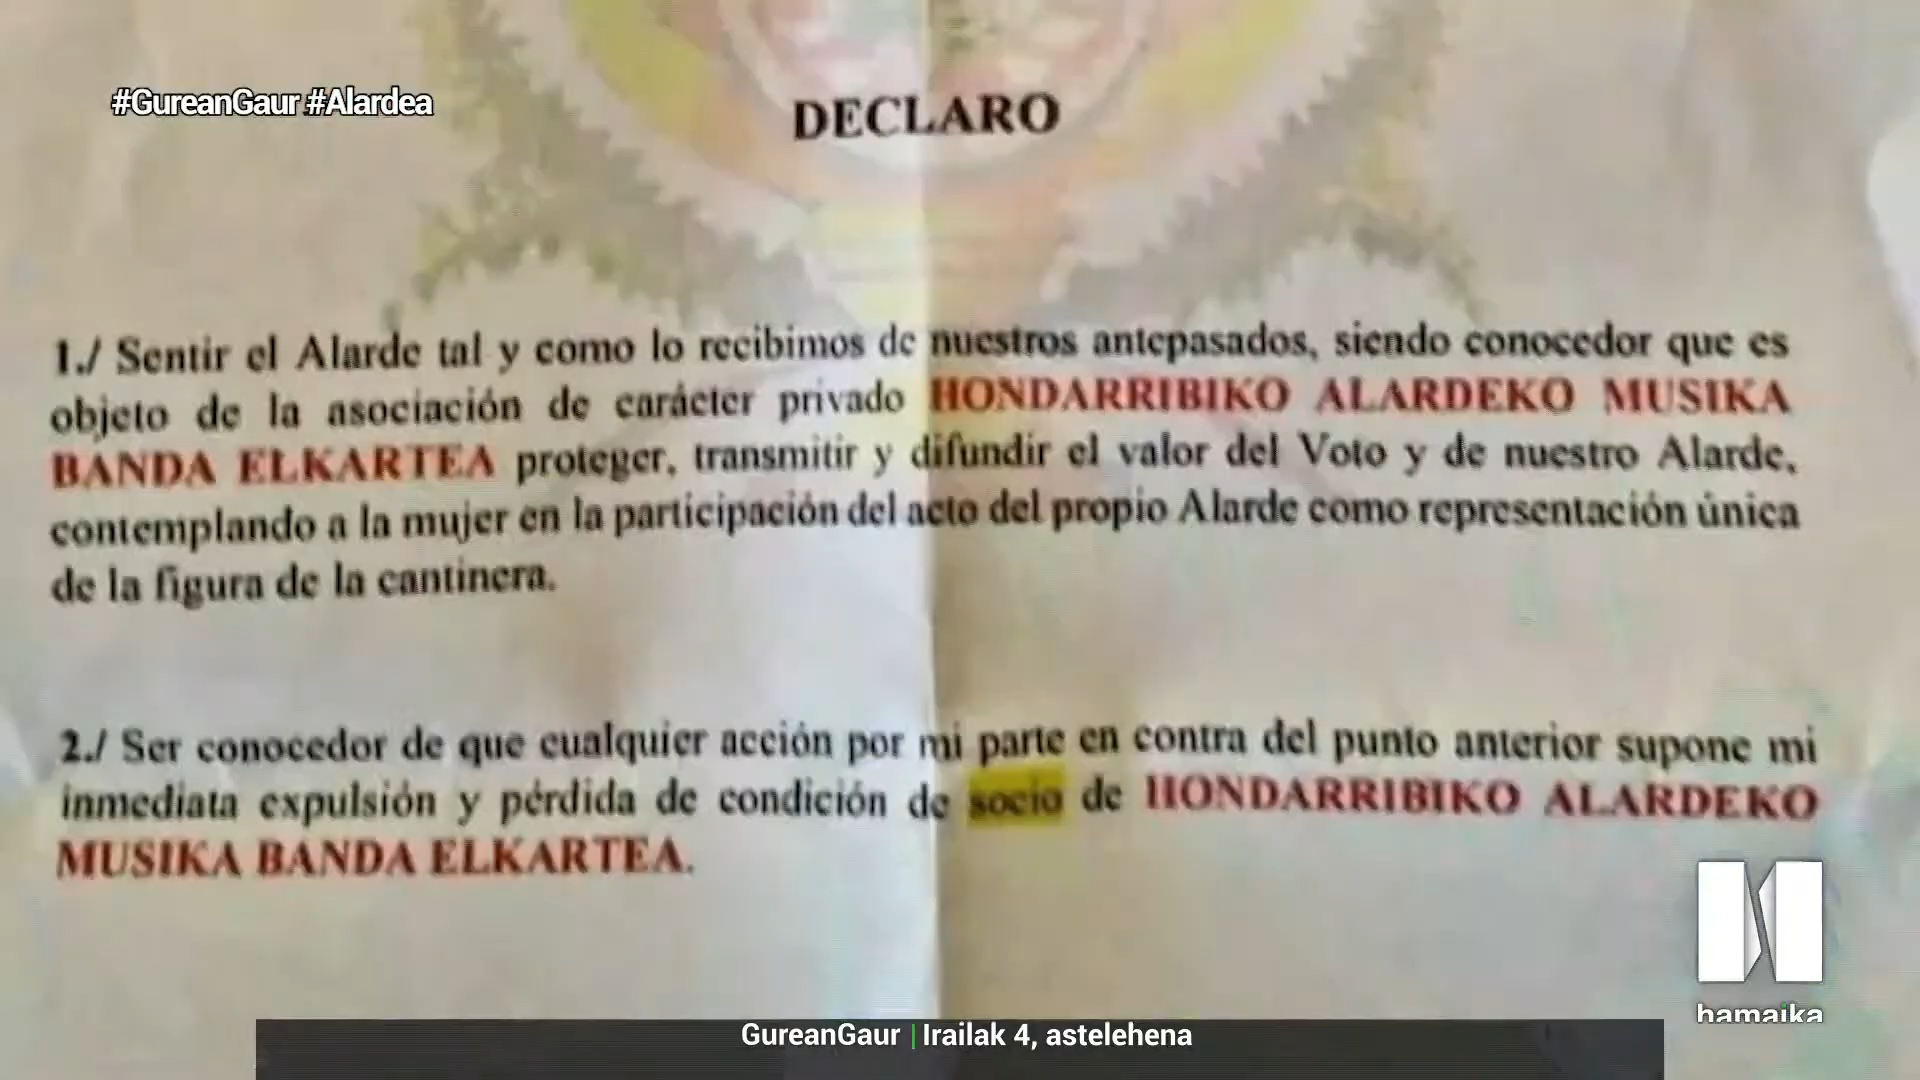 #GureanGaur #Alardea
DECLARO
1./ Sentir el Alarde tal y como lo recibimos de nuestros antepasados, siendo conocedor que es
objeto de la asociación de carácter privado HONDARRIBIKO ALARDEKO MUSIKA
BANDA ELKARTEA proteger, transmitir y difundir el valor del Voto y de nuestro Alarde,
contemplando a la mujer en la participación del acto del propio Alarde como representación única
de la figura de la cantinera.
2./ Ser conocedor de que cualquier acción por mi parte en contra del punto anterior supone mi
inmediata expulsión y pérdida de condición de socio de HONDARRIBIKO ALARDEKO
MUSIKA BANDA ELKARTEA.
hamaika
GureanGaur | Irailak 4, astelehena